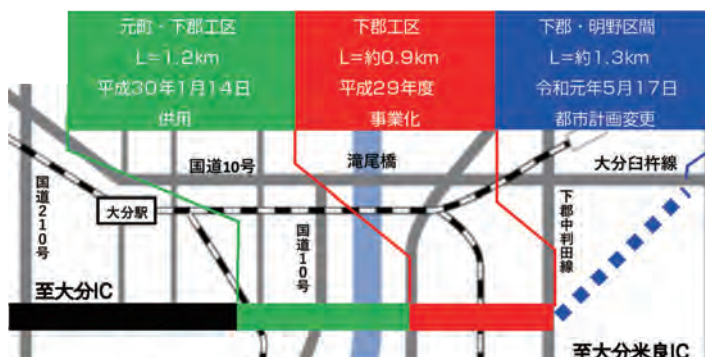 元町・下郡工区
L=1.2km
平成30年1月14日
供用
下郡工区
L=約0.9km
平成29年度
事業化
下郡・明野区間
L=約1.3km
令和元年5月17日
都市計画変更
国道10号
滝尾橋
大分臼杵線
国道210号
大分駅
国道10号
下郡中判田線
至大分IC
至大分米良IC